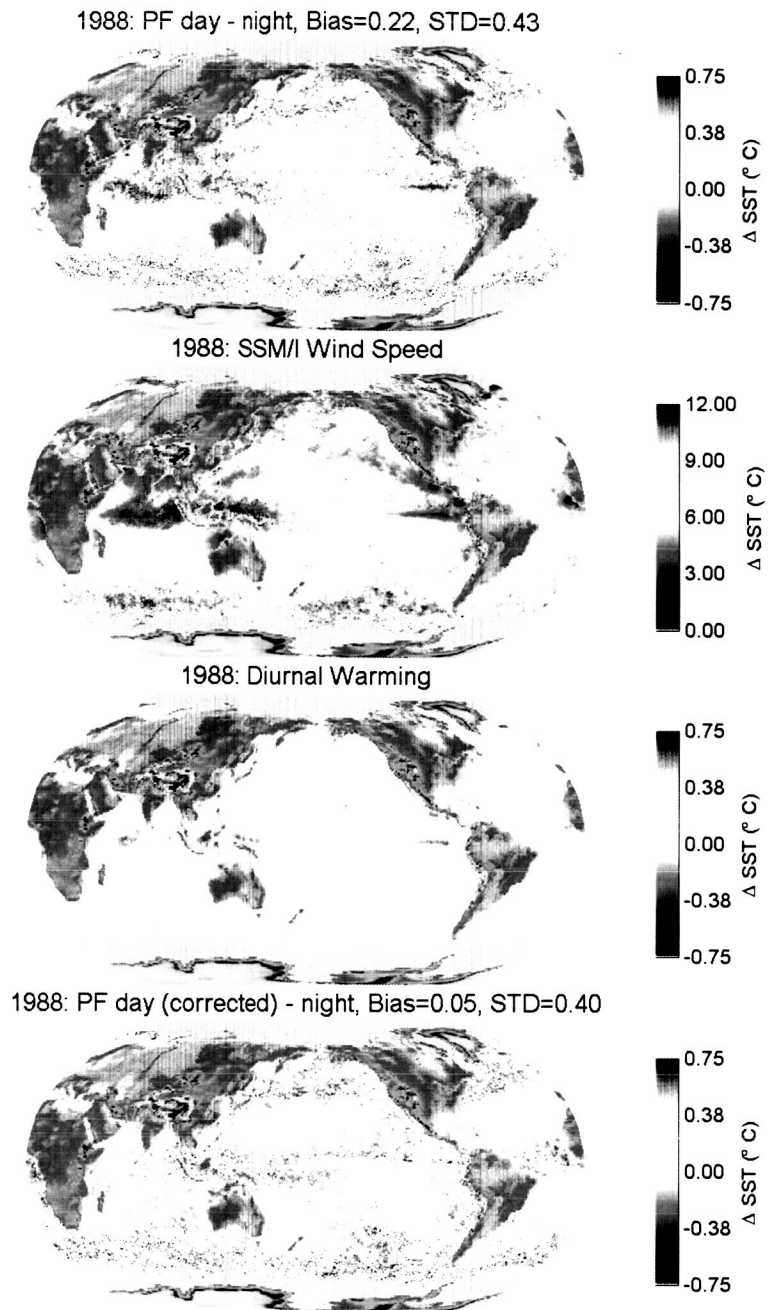 1988: PF day - night, Bias=0.22, STD=0.43
0.75
0.38
0.00
-0.38
-0.75
Δ SST (° C)
1988: SSM/I Wind Speed
12.00
9.00
6.00
3.00
0.00
Δ SST (° C)
1988: Diurnal Warming
0.75
0.38
0.00
-0.38
-0.75
Δ SST (° C)
1988: PF day (corrected) - night, Bias=0.05, STD=0.40
0.75
0.38
0.00
-0.38
-0.75
Δ SST (° C)